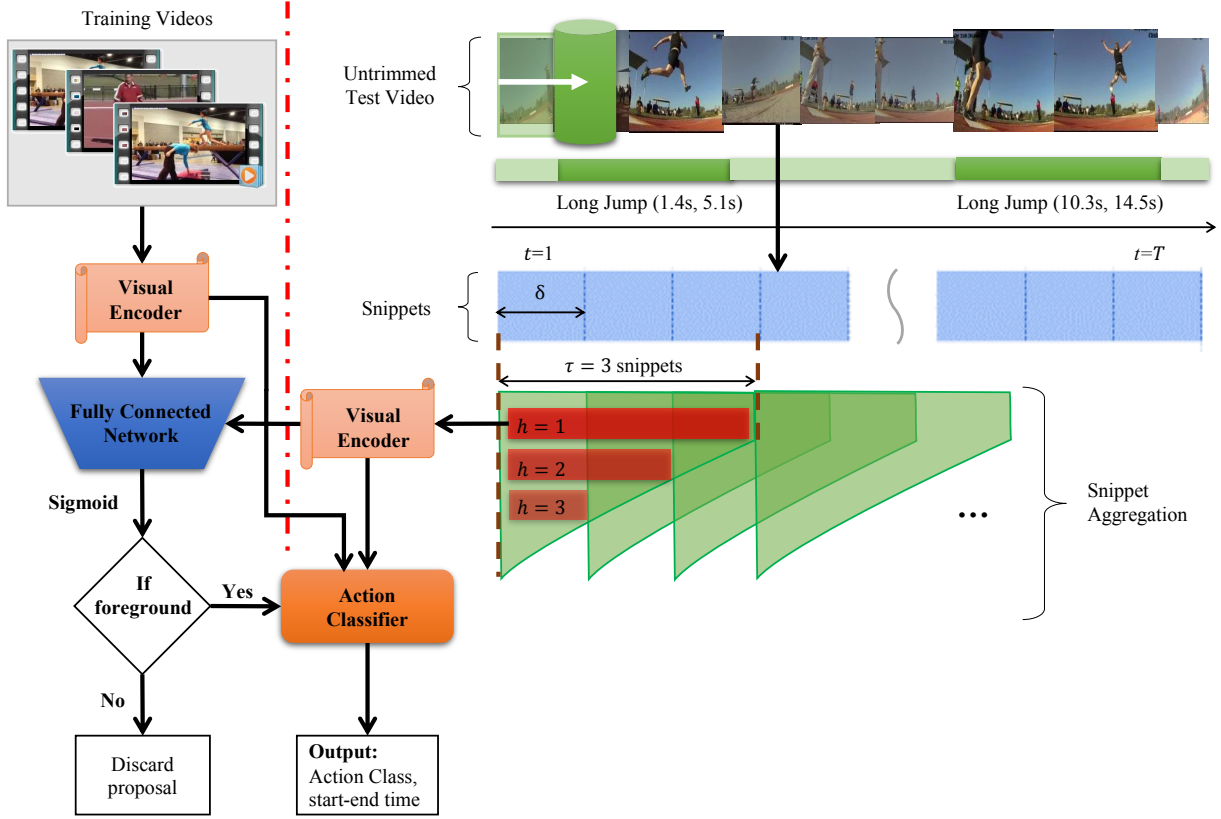 Training Videos
Untrimmed
Test Video
Long Jump (1.4s, 5.1s)
Long Jump (10.3s, 14.5s)
t=1
t=T
Visual
Encoder
Snippets
δ
τ = 3 snippets
Fully Connected
Network
Visual
Encoder
h = 1
h = 2
h = 3
Sigmoid
...
Snippet
Aggregation
If
foreground
Yes
Action
Classifier
No
Discard
proposal
Output:
Action Class,
start-end time